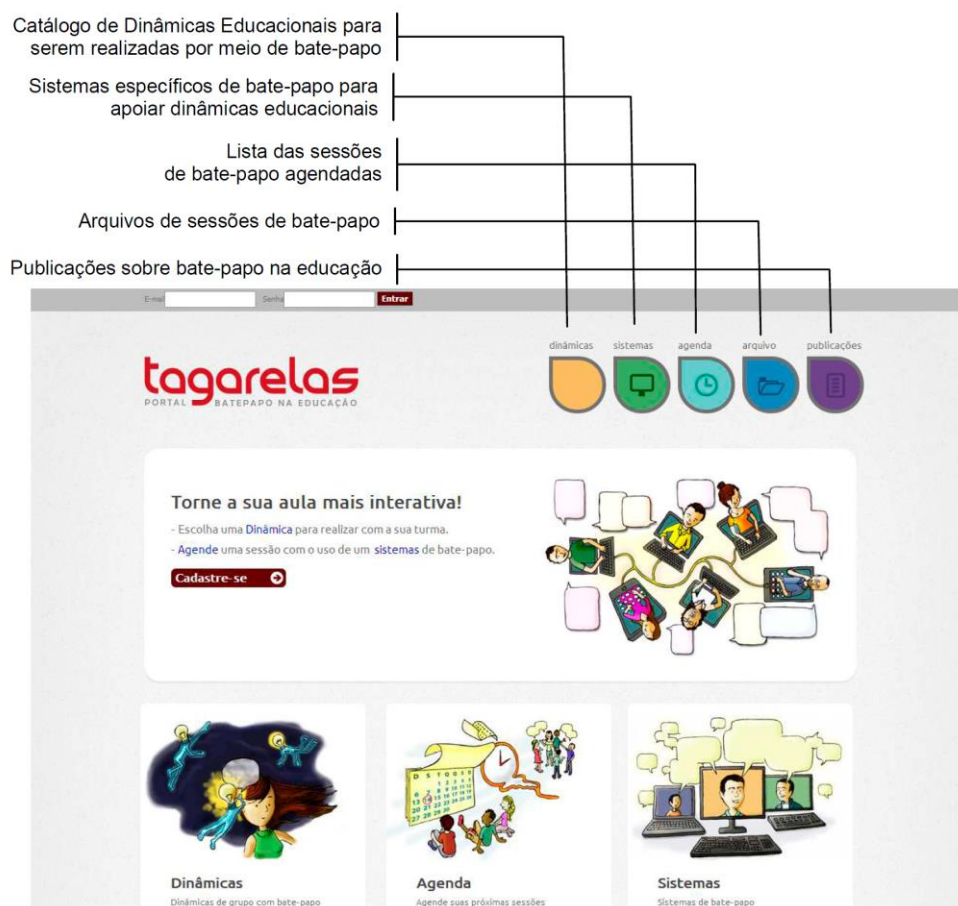 Catálogo de Dinâmicas Educacionais para
serem realizadas por meio de bate-papo
Sistemas específicos de bate-papo para
apoiar dinâmicas educacionais
Lista das sessões
de bate-papo agendadas
Arquivos de sessões de bate-papo
Publicações sobre bate-papo na educação
E-mail Senha Entrar
dinâmicas sistemas agenda arquivo publicações
tagarelas
PORTAL BATEPAPO NA EDUCAÇÃO
Torne a sua aula mais interativa!
- Escolha uma Dinâmica para realizar com a sua turma.
- Agende uma sessão com o uso de um sistemas de bate-papo.
Cadastre-se
Dinâmicas
Dinâmicas de grupo com bate-papo
Agenda
Agende suas próximas sessões
Sistemas
Sistemas de bate-papo